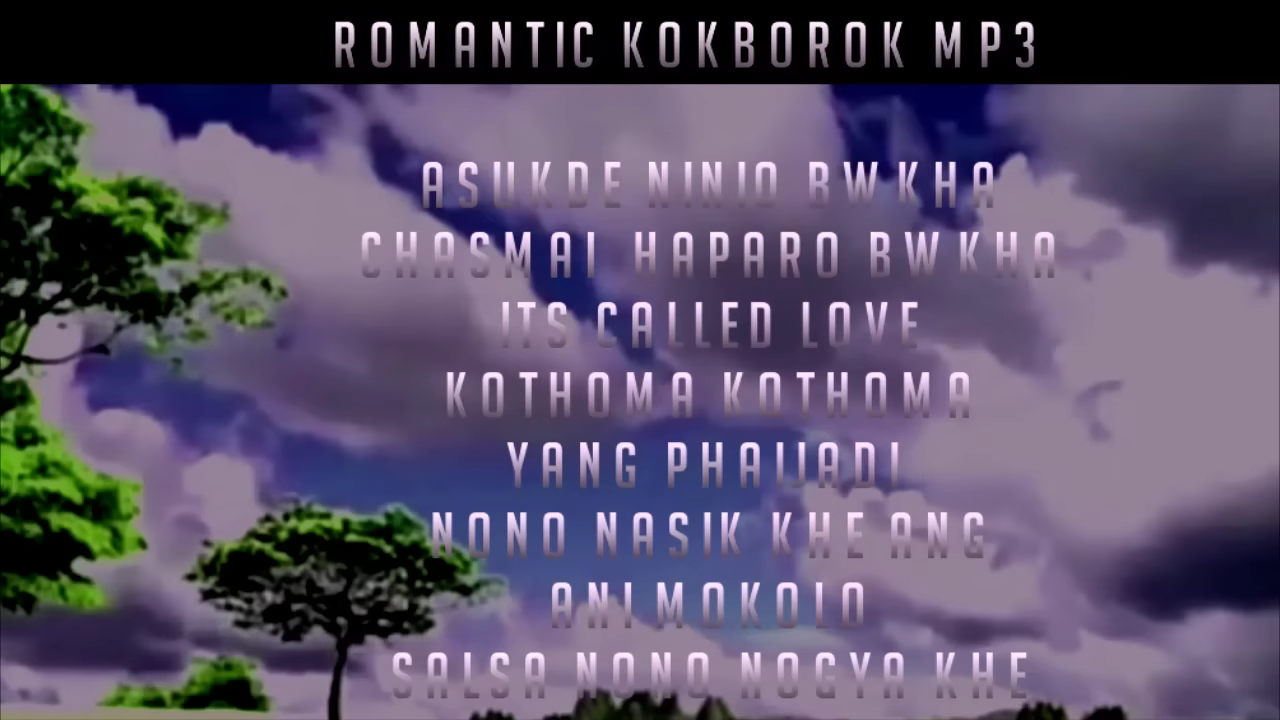 ROMANTIC KOKBOROK MP3
ASUKDE NINIO BWKHA
CHASMAI HAPARO BWKHA
ITS CALLED LOVE
KOTHOMA KOTHOMA
YANG PHAIJADI
NONO NASIK KHE ANG
ANI MOKOLO
SALSA NONO NOGYA KHE